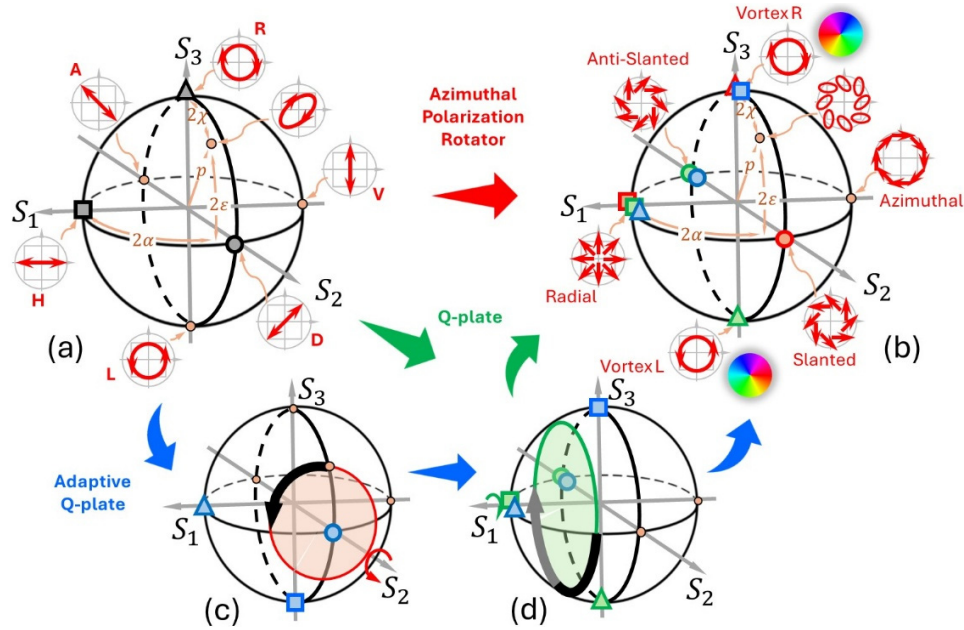 S₃
R
A
2χ
p
2ε
V
S₁
2α
H
S₂
(a)
L
D
Azimuthal
Polarization
Rotator
Q-plate
Vortex R
S₃
Anti-Slanted
2χ
p
2ε
S₁
2α
Azimuthal
Radial
S₂
Slanted
(b)
Vortex L
Adaptive
Q-plate
S₃
S₁
S₂
(c)
S₃
S₁
S₂
(d)